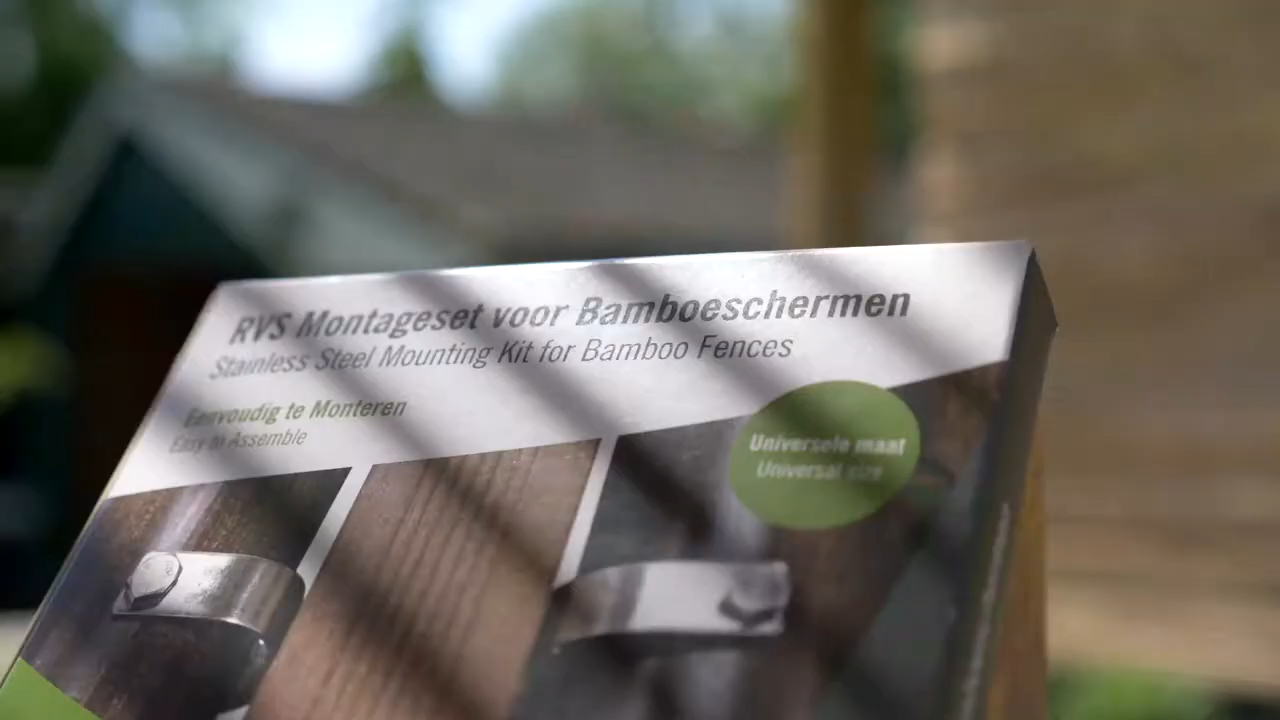 RVS Montageset voor Bamboeschermen
Stainless Steel Mounting Kit for Bamboo Fences
Eenvoudig te Monteren
Easy to Assemble
Universele maat
Universal size